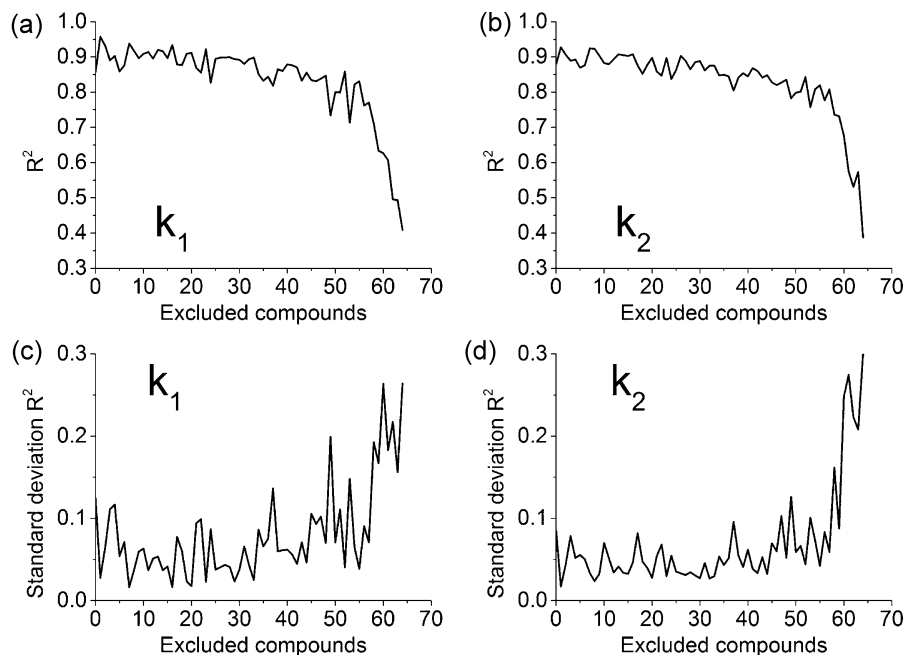 (a)
1.0
0.9
0.8
0.7
0.6
0.5
0.4
0.3
R²
k₁
0 10 20 30 40 50 60 70
Excluded compounds
(b)
1.0
0.9
0.8
0.7
0.6
0.5
0.4
0.3
R²
k₂
0 10 20 30 40 50 60 70
Excluded compounds
(c)
0.3
0.2
0.1
0.0
Standard deviation R²
k₁
0 10 20 30 40 50 60 70
Excluded compounds
(d)
0.3
0.2
0.1
0.0
Standard deviation R²
k₂
0 10 20 30 40 50 60 70
Excluded compounds